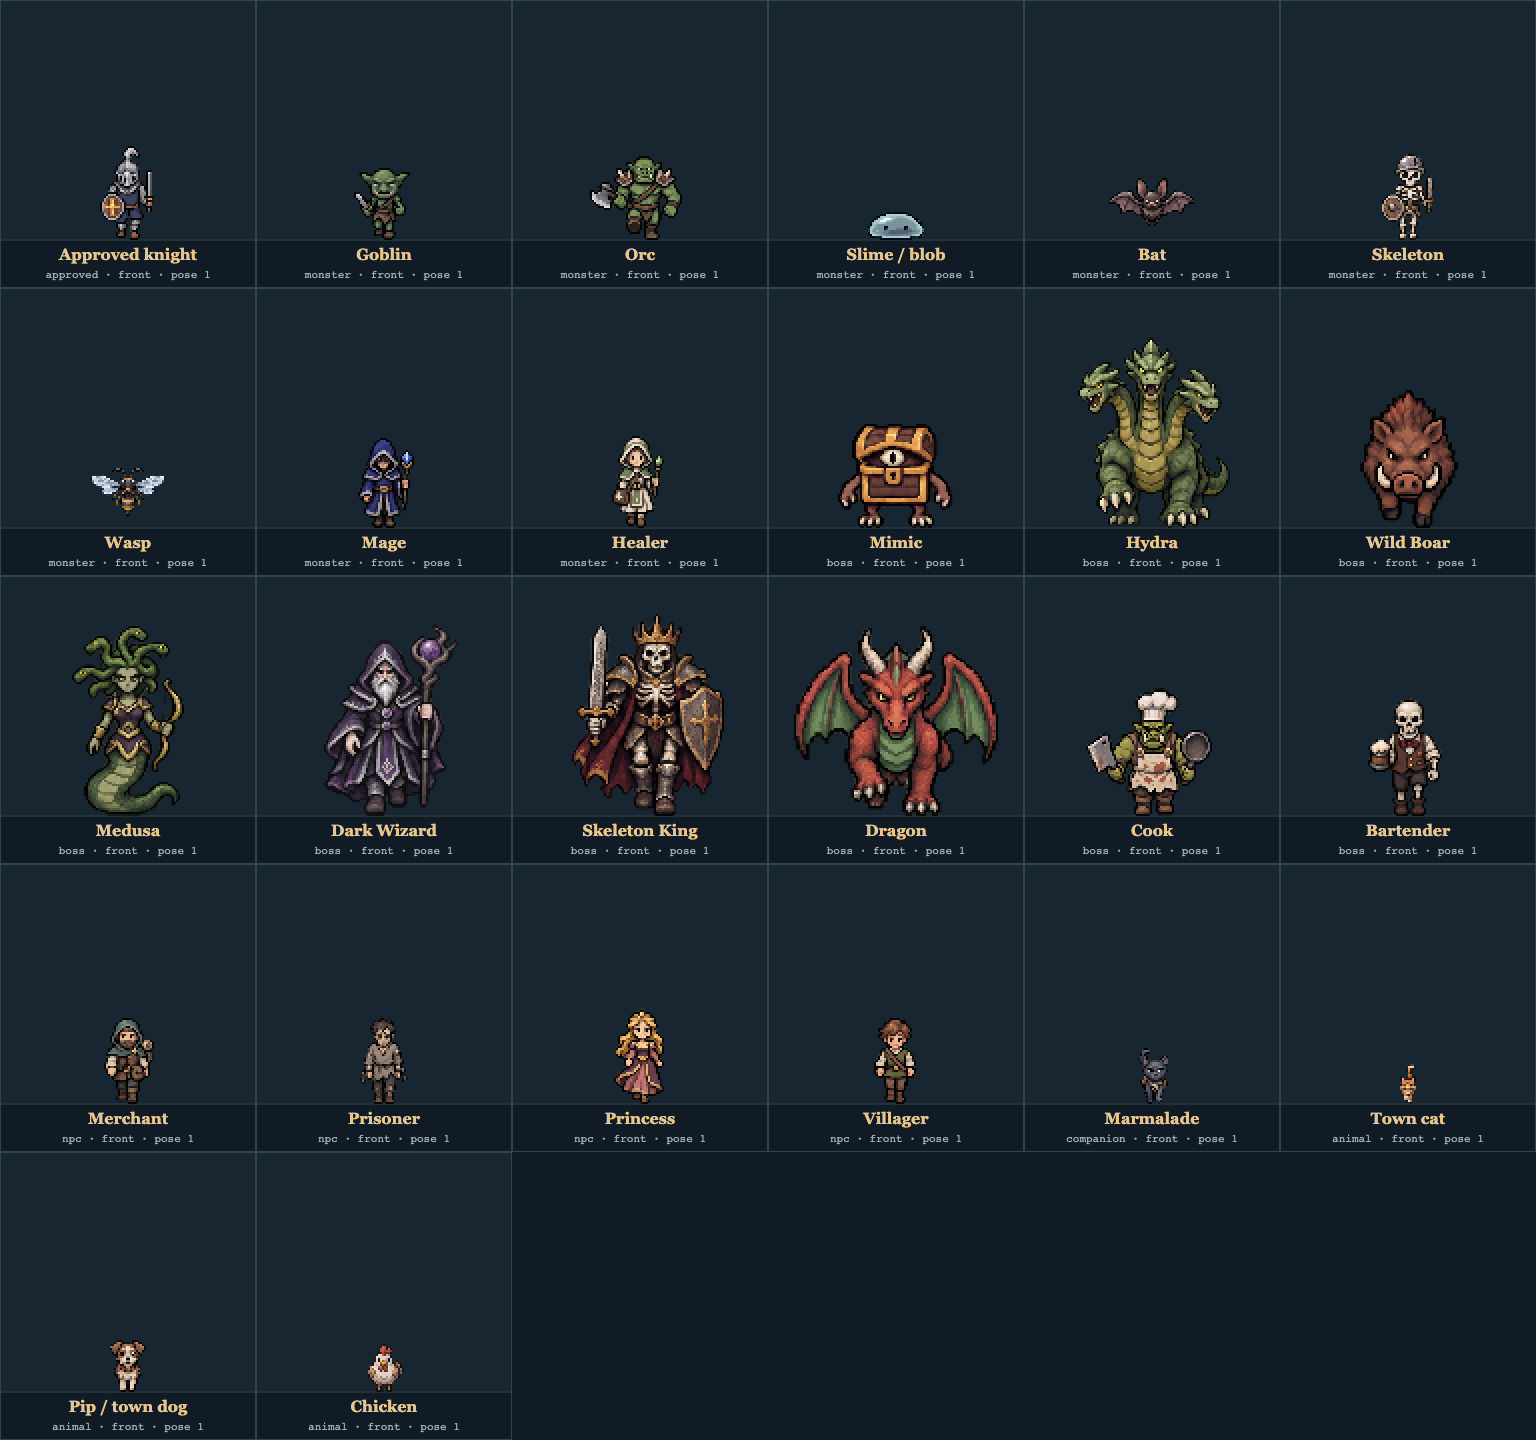 Approved knight
approved · front · pose 1
Goblin
monster · front · pose 1
Orc
monster · front · pose 1
Slime / blob
monster · front · pose 1
Bat
monster · front · pose 1
Skeleton
monster · front · pose 1
Wasp
monster · front · pose 1
Mage
monster · front · pose 1
Healer
monster · front · pose 1
Mimic
boss · front · pose 1
Hydra
boss · front · pose 1
Wild Boar
boss · front · pose 1
Medusa
boss · front · pose 1
Dark Wizard
boss · front · pose 1
Skeleton King
boss · front · pose 1
Dragon
boss · front · pose 1
Cook
boss · front · pose 1
Bartender
boss · front · pose 1
Merchant
npc · front · pose 1
Prisoner
npc · front · pose 1
Princess
npc · front · pose 1
Villager
npc · front · pose 1
Marmalade
companion · front · pose 1
Town cat
animal · front · pose 1
Pip / town dog
animal · front · pose 1
Chicken
animal · front · pose 1